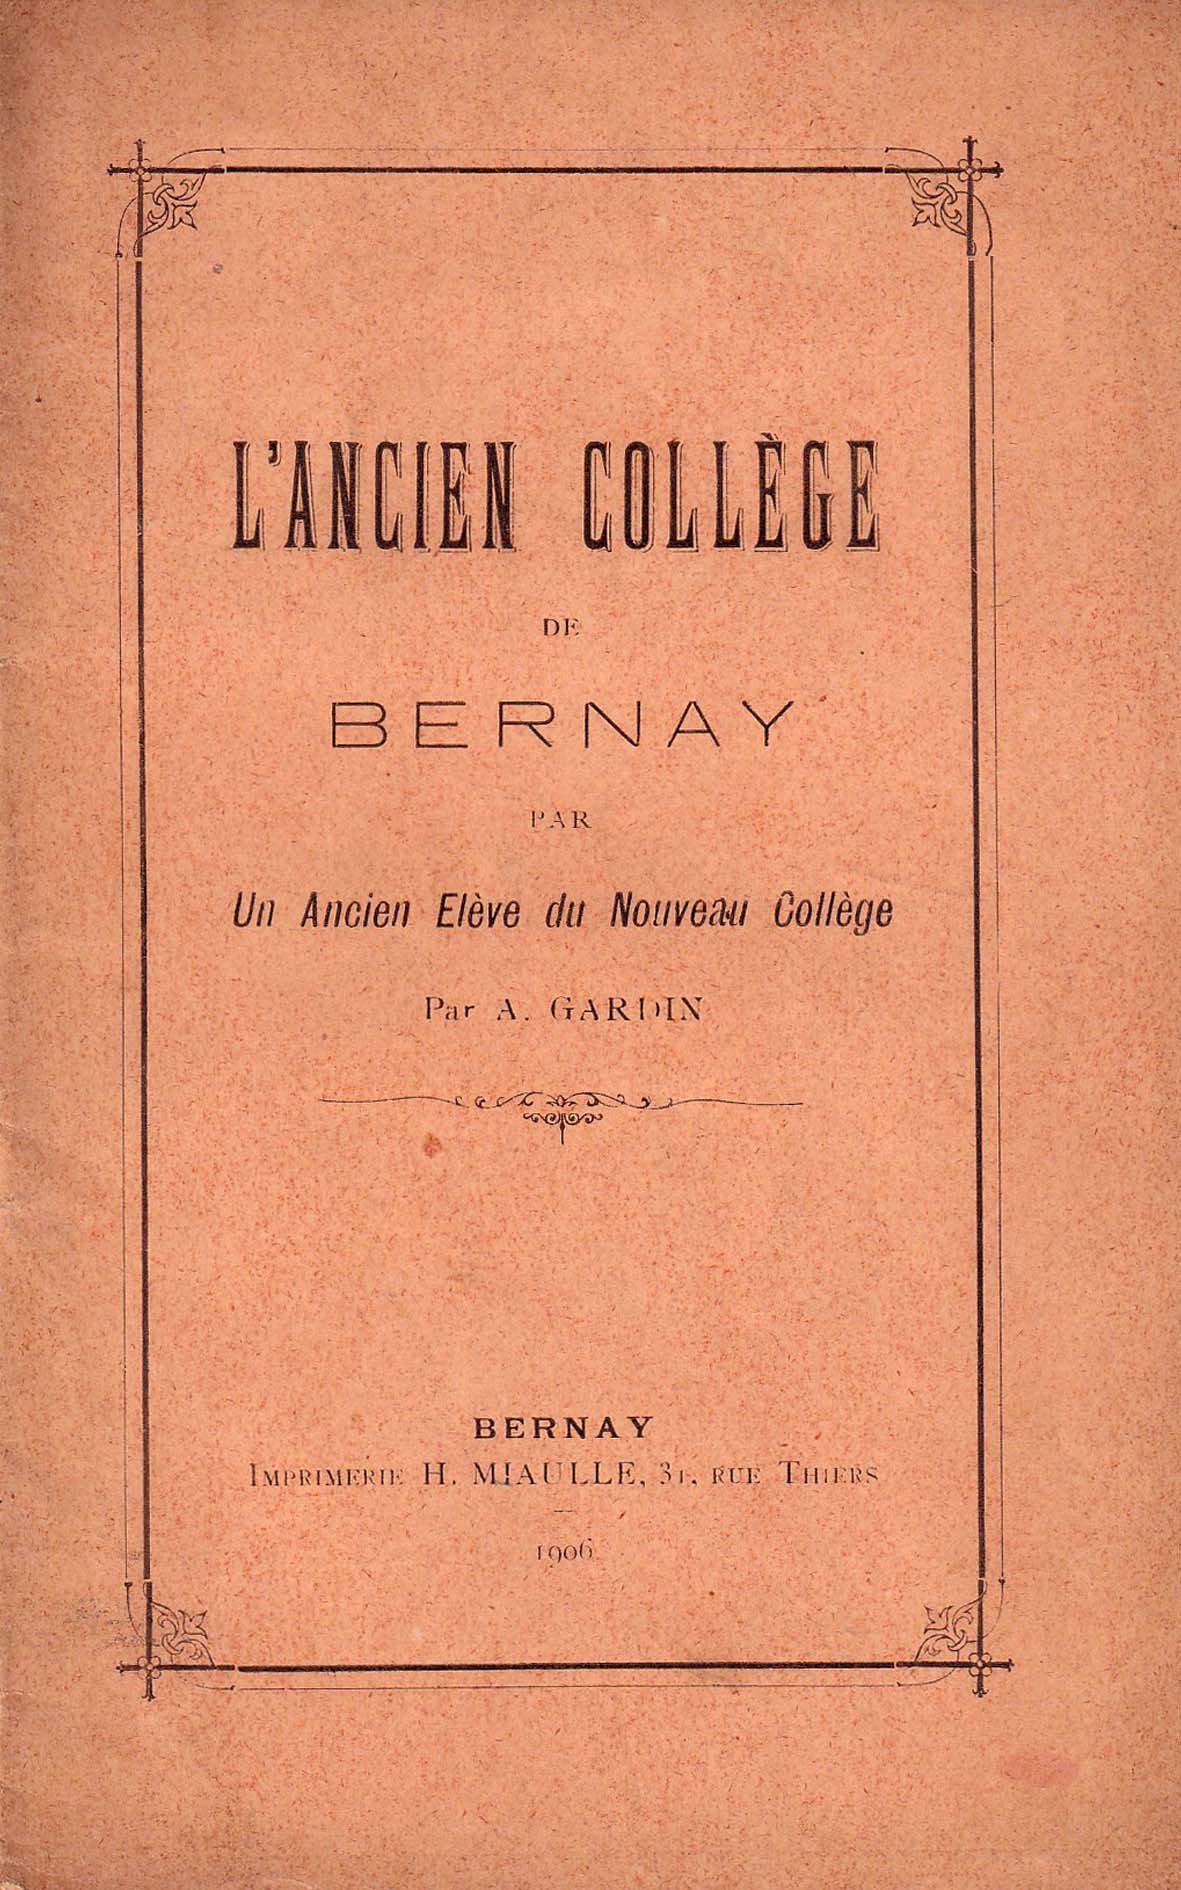 L'ANCIEN COLLÈGE
DE
BERNAY
PAR
Un Ancien Elève du Nouveau Collège
Par A. GARDIN
BERNAY
IMPRIMERIE H. MIAULLE, 31, RUE THIERS
1906